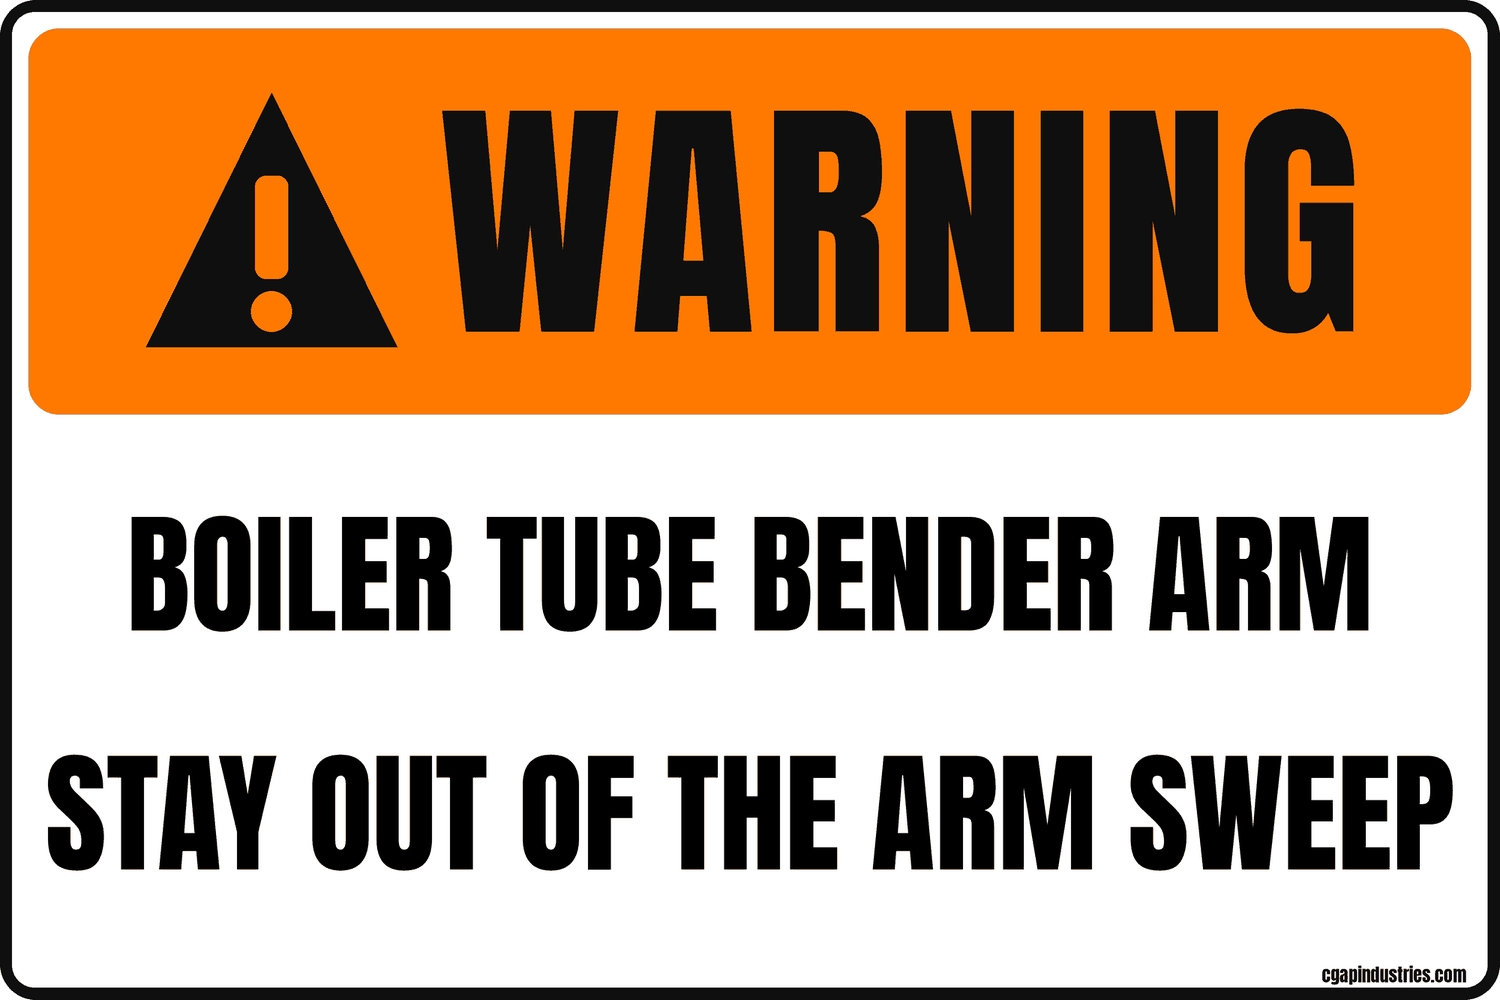 WARNING
BOILER TUBE BENDER ARM
STAY OUT OF THE ARM SWEEP
cgapindustries.com